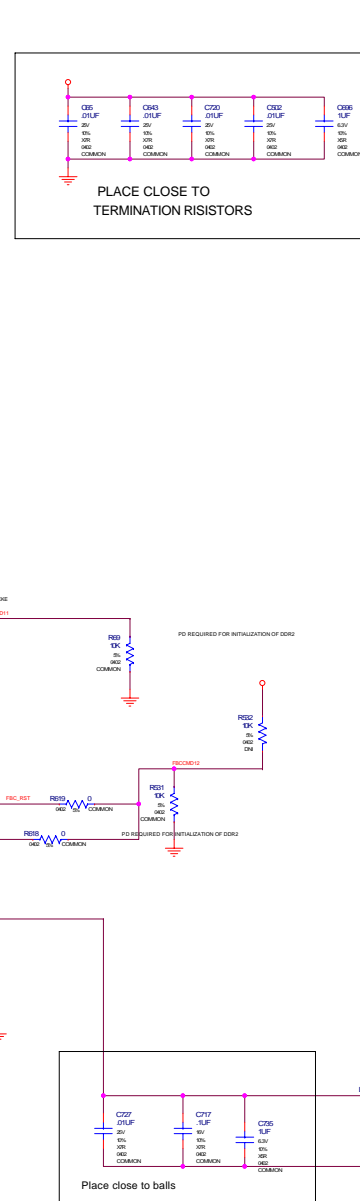 C65
.01UF
25V
10%
X7R
0402
COMMON
C643
.01UF
25V
10%
X7R
0402
COMMON
C720
.01UF
25V
10%
X7R
0402
COMMON
C502
.01UF
25V
10%
X7R
0402
COMMON
C696
1UF
6.3V
10%
X5R
0402
COMMON
PLACE CLOSE TO
TERMINATION RISISTORS
R69
10K
5%
0402
COMMON
PD REQUIRED FOR INITIALIZATION OF DDR2
R532
10K
5%
0402
DNI
FBCCMD12
R531
10K
5%
0402
COMMON
FBC_RST
R619 0
0402 5% COMMON
R618 0
0402 5% COMMON
PD REQUIRED FOR INITIALIZATION OF DDR2
C727
.01UF
25V
10%
X7R
0402
COMMON
C717
.1UF
16V
10%
X7R
0402
COMMON
C735
1UF
6.3V
10%
X5R
0402
COMMON
Place close to balls